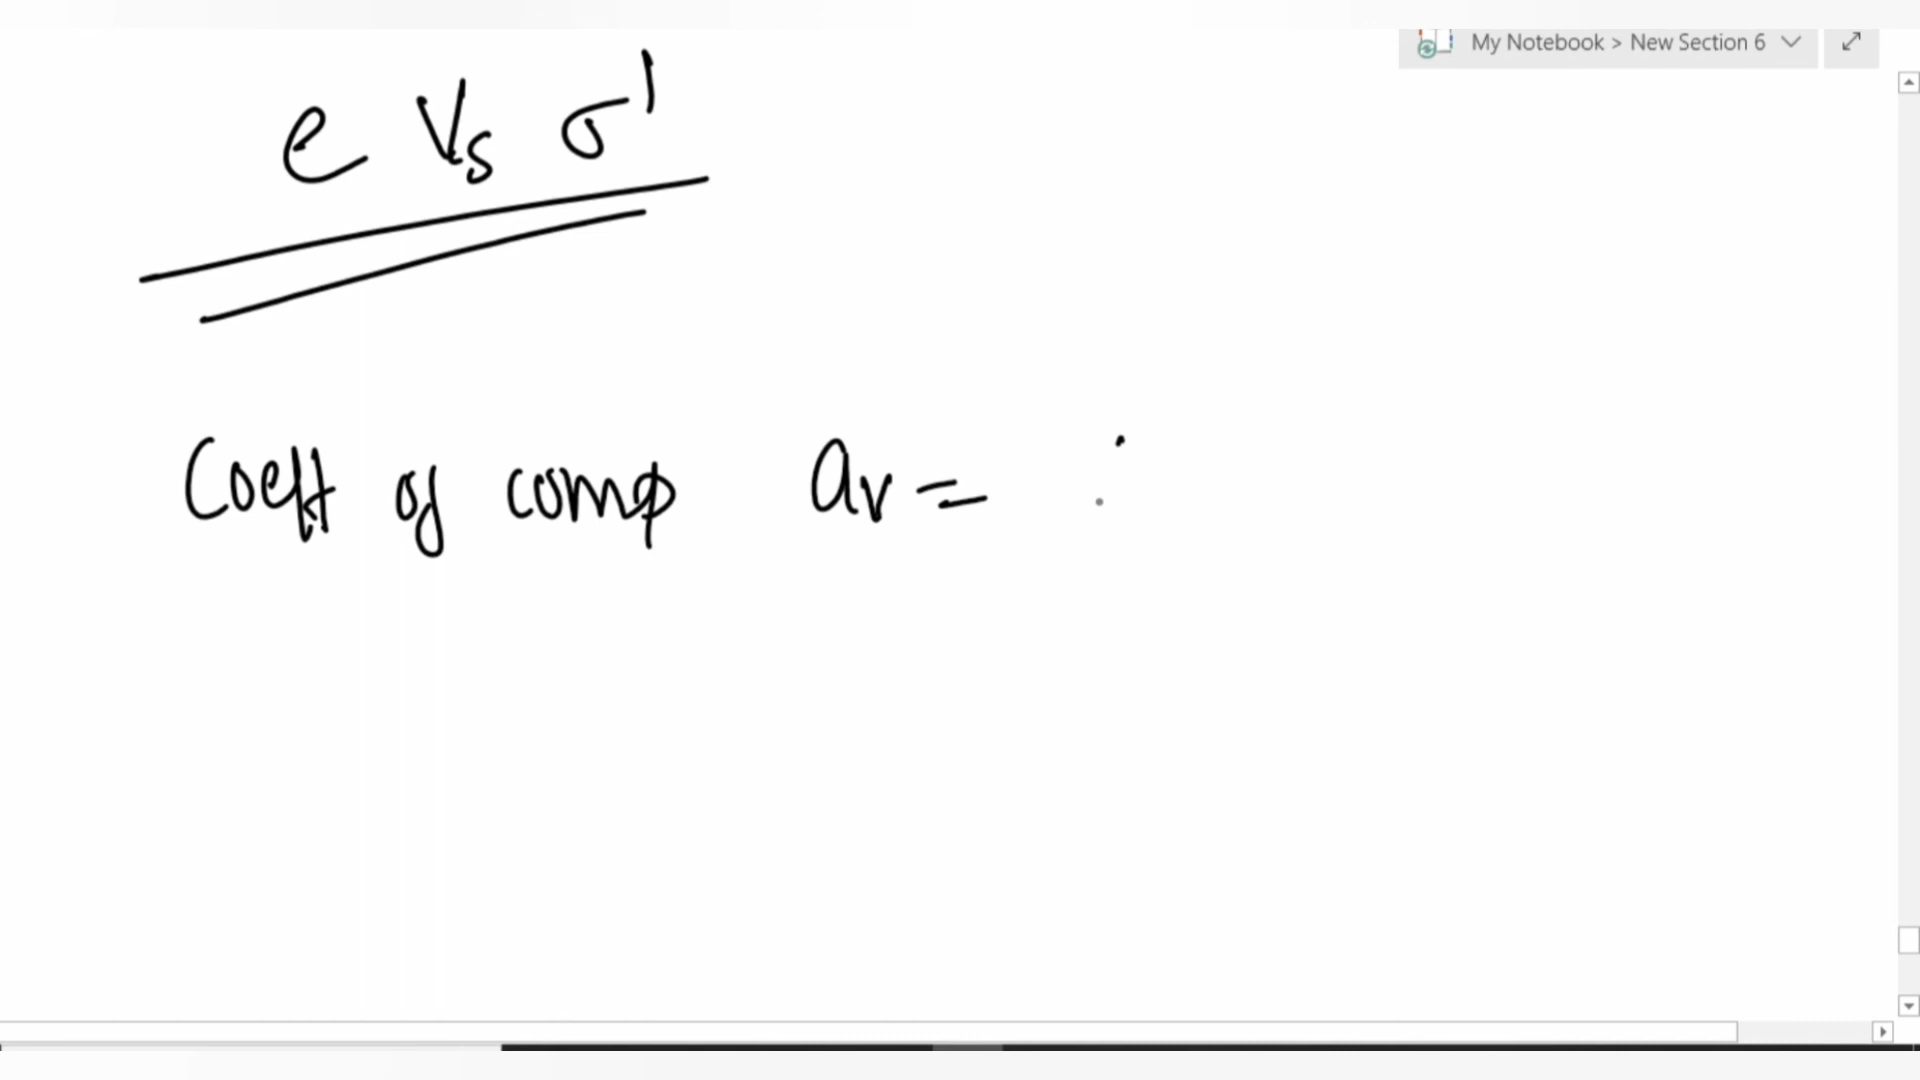 My Notebook > New Section 6
e Vs σ'
Coeff of comp av =